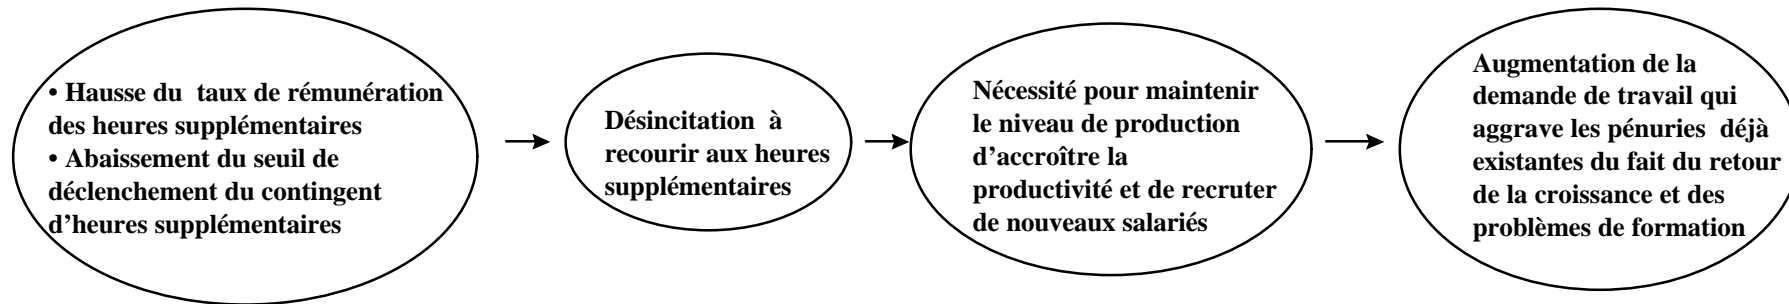 • Hausse du taux de rémunération
des heures supplémentaires
• Abaissement du seuil de
déclenchement du contingent
d’heures supplémentaires
Désincitation à
recourir aux heures
supplémentaires
Nécessité pour maintenir
le niveau de production
d’accroître la
productivité et de recruter
de nouveaux salariés
Augmentation de la
demande de travail qui
aggrave les pénuries déjà
existantes du fait du retour
de la croissance et des
problèmes de formation